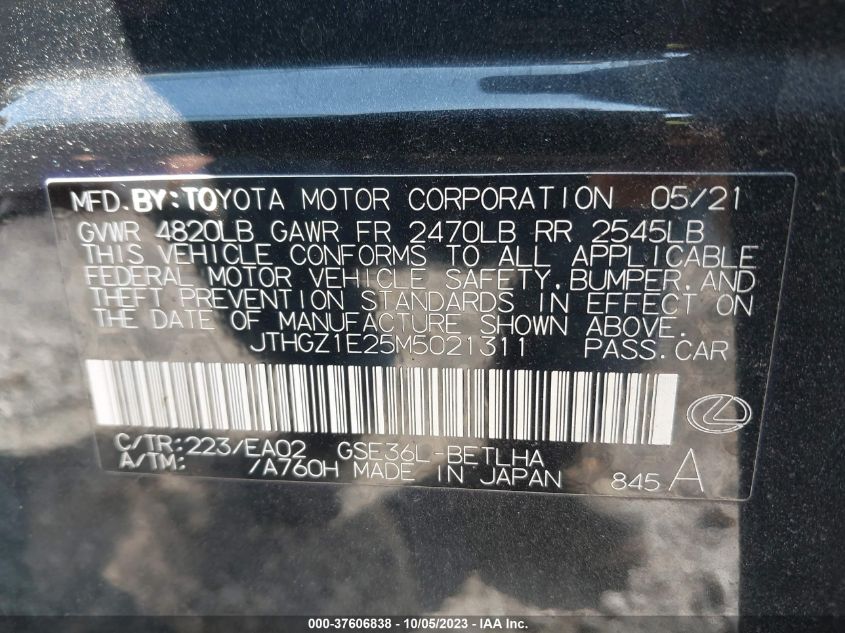 MFD.BY:TOYOTA MOTOR CORPORATION 05/21
GVWR 4820LB GAWR FR 2470LB RR 2545LB
THIS VEHICLE CONFORMS TO ALL APPLICABLE
FEDERAL MOTOR VEHICLE SAFETY,BUMPER,AND
THEFT PREVENTION STANDARDS IN EFFECT ON
THE DATE OF MANUFACTURE SHOWN ABOVE.
JTHGZ1E25M5021311 PASS.CAR
C/TR:223/EA02 GSE36L-BETLHA
A/TM: /A760H MADE IN JAPAN 845 A
000-37606838 - 10/05/2023 - IAA Inc.